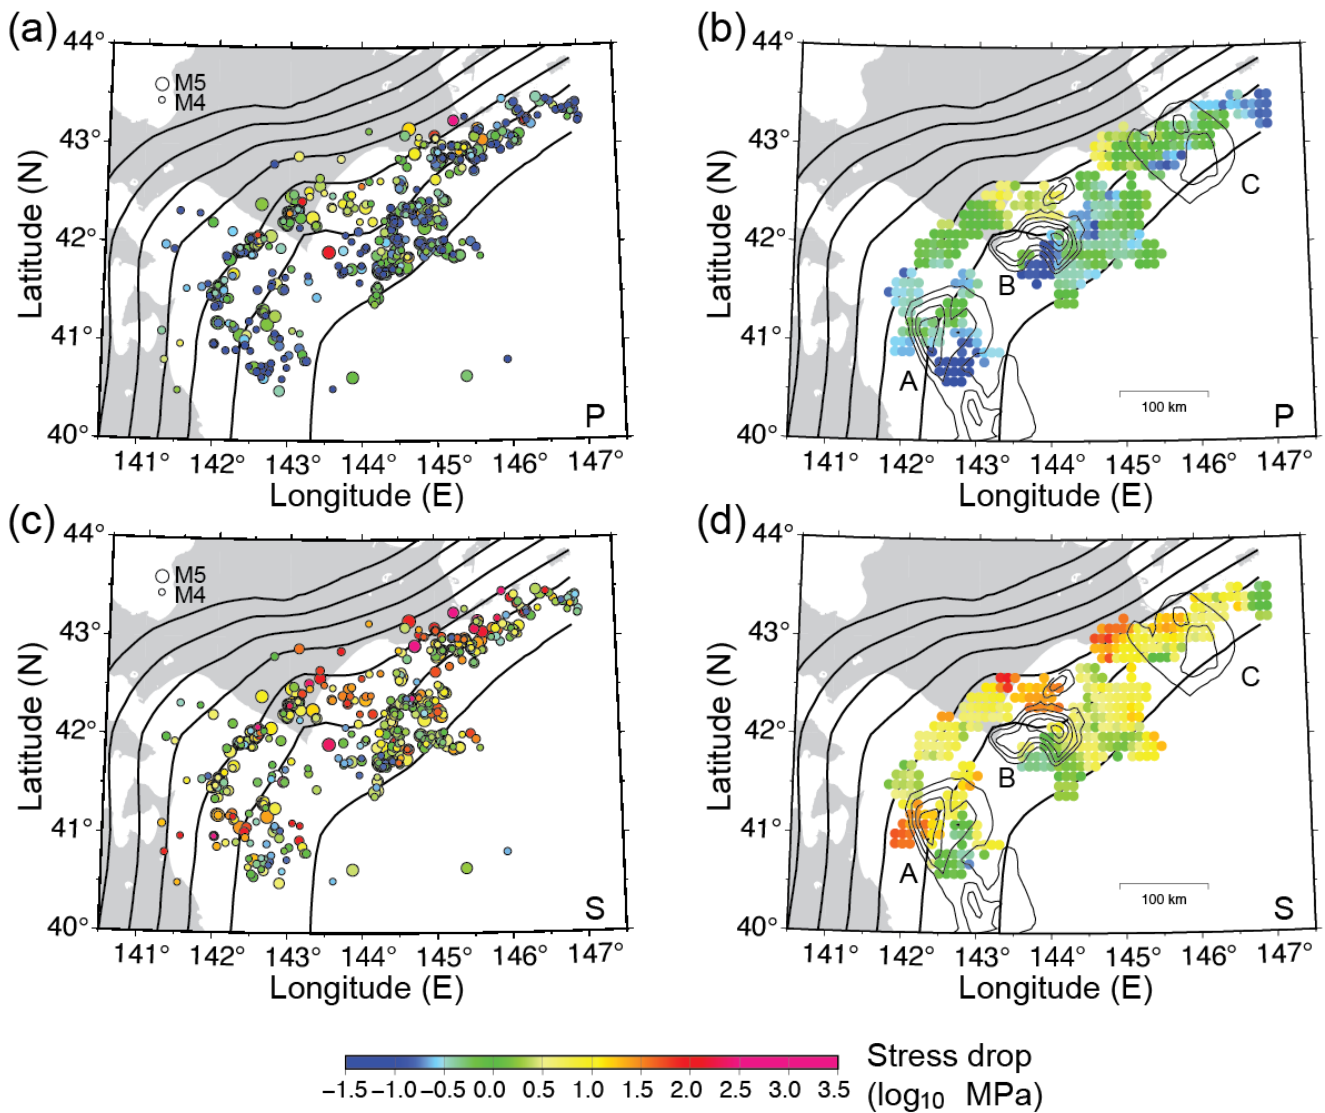 (a)
44°
43°
42°
41°
40°
Latitude (N)
M5
M4
P
141° 142° 143° 144° 145° 146° 147°
Longitude (E)
(b)
44°
43°
42°
41°
40°
Latitude (N)
A
B
C
100 km
P
141° 142° 143° 144° 145° 146° 147°
Longitude (E)
(c)
44°
43°
42°
41°
40°
Latitude (N)
M5
M4
S
141° 142° 143° 144° 145° 146° 147°
Longitude (E)
(d)
44°
43°
42°
41°
40°
Latitude (N)
A
B
C
100 km
S
141° 142° 143° 144° 145° 146° 147°
Longitude (E)
−1.5 −1.0 −0.5 0.0 0.5 1.0 1.5 2.0 2.5 3.0 3.5
Stress drop
(log₁₀ MPa)